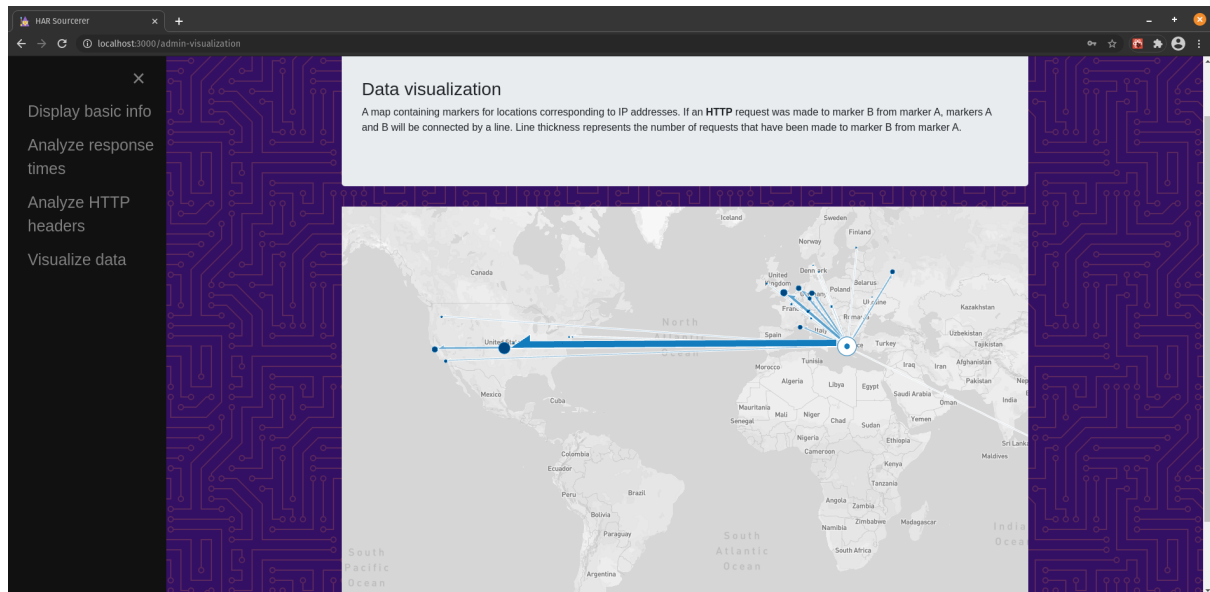 HAR Sourcerer
localhost:3000/admin-visualization
Display basic info
Analyze response
times
Analyze HTTP
headers
Visualize data
Data visualization
A map containing markers for locations corresponding to IP addresses. If an HTTP request was made to marker B from marker A, markers A
and B will be connected by a line. Line thickness represents the number of requests that have been made to marker B from marker A.
Iceland
Sweden
Finland
Norway
Canada
United
Poland
Belarus
Kazakhstan
North
Spain
Italy
Turkey
Uzbekistan
Tajikistan
Ocean
Morocco
Tunisia
Iraq
Iran
Afghanistan
Algeria
Libya
Egypt
Pakistan
Mexico
Cuba
Saudi Arabia
Oman
India
Mauritania
Mali
Niger
Chad
Sudan
Yemen
Senegal
Nigeria
Ethiopia
Cameroon
Maldives
Colombia
Ecuador
Kenya
Tanzania
Peru
Brazil
Angola
Zambia
Bolivia
Namibia
Zimbabwe
Madagascar
Paraguay
South
Atlantic
Ocean
South Africa
South
Pacific
Ocean
Argentina